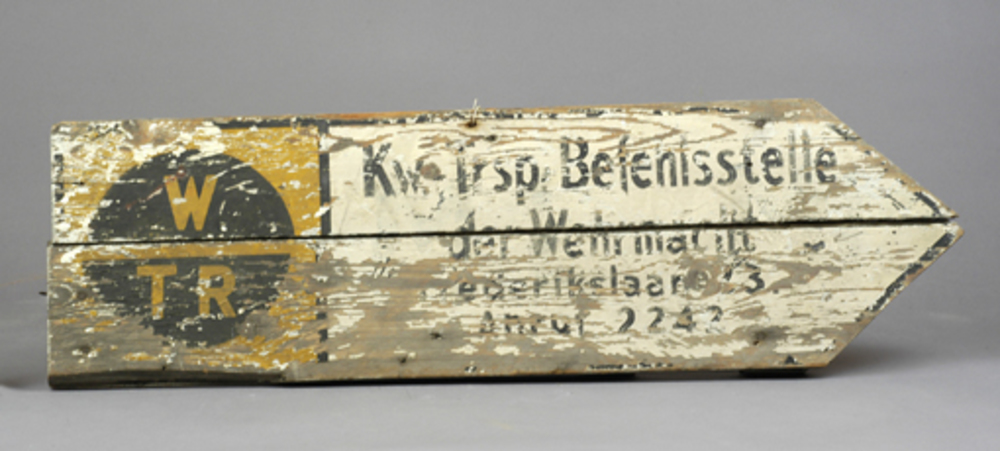 W
TR
Kw. Trsp. Befehlsstelle
der Wehrmacht
Anruf 2242